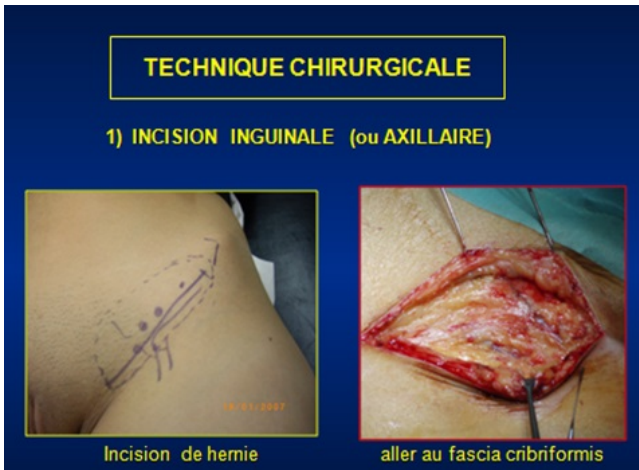 TECHNIQUE CHIRURGICALE
1) INCISION INGUINALE (ou AXILLAIRE)
Incision de hernie
aller au fascia cribriformis